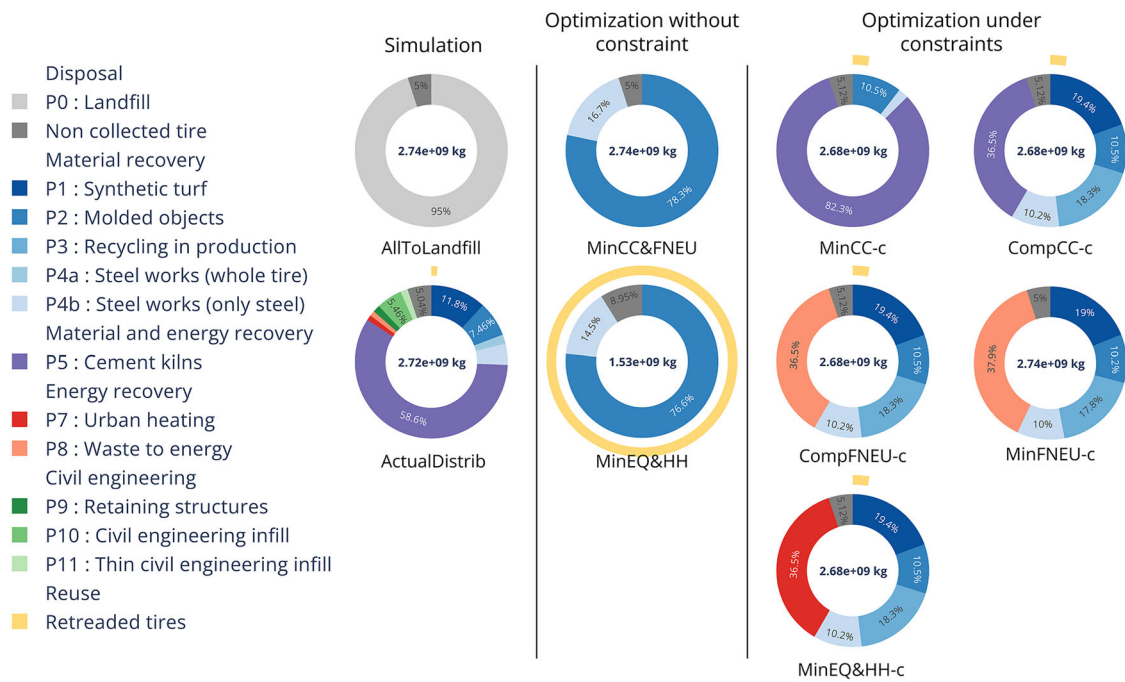 Simulation
Optimization without
constraint
Optimization under
constraints
Disposal
P0 : Landfill
Non collected tire
Material recovery
P1 : Synthetic turf
P2 : Molded objects
P3 : Recycling in production
P4a : Steel works (whole tire)
P4b : Steel works (only steel)
Material and energy recovery
P5 : Cement kilns
Energy recovery
P7 : Urban heating
P8 : Waste to energy
Civil engineering
P9 : Retaining structures
P10 : Civil engineering infill
P11 : Thin civil engineering infill
Reuse
Retreaded tires
5%
2.74e+09 kg
95%
AllToLandfill
5.46%
5.04%
11.8%
7.46%
2.72e+09 kg
58.6%
ActualDistrib
5%
16.7%
2.74e+09 kg
78.3%
MinCC&FNEU
8.95%
14.5%
1.53e+09 kg
76.6%
MinEQ&HH
5.12%
10.5%
2.68e+09 kg
82.3%
MinCC-c
5.12%
19.4%
36.5%
2.68e+09 kg
10.5%
18.3%
10.2%
CompCC-c
5.12%
19.4%
36.5%
2.68e+09 kg
10.5%
18.3%
10.2%
CompFNEU-c
5%
19%
37.9%
2.74e+09 kg
10.2%
17.8%
10%
MinFNEU-c
5.12%
19.4%
36.5%
2.68e+09 kg
10.5%
18.3%
10.2%
MinEQ&HH-c